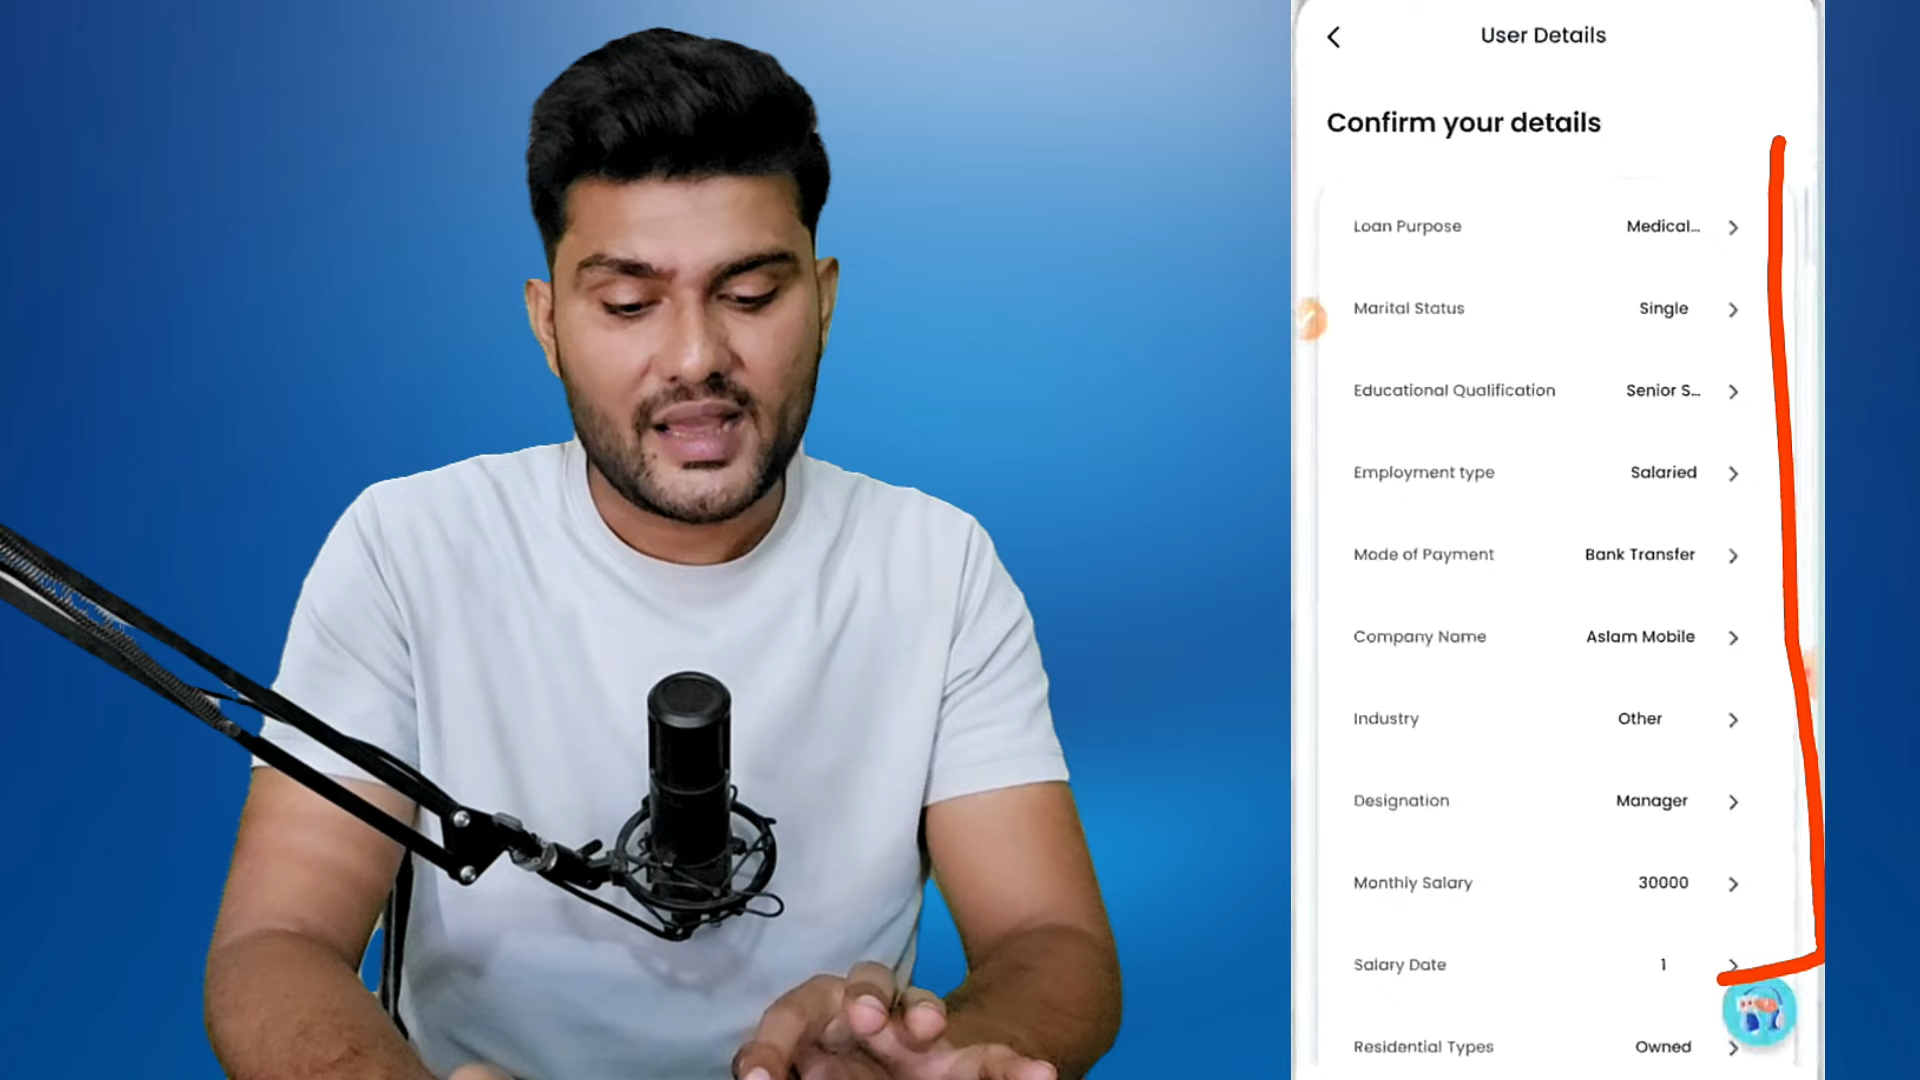 User Details
Confirm your details
Loan Purpose Medical...
Marital Status Single
Educational Qualification Senior S...
Employment type Salaried
Mode of Payment Bank Transfer
Company Name Aslam Mobile
Industry Other
Designation Manager
Monthly Salary 30000
Salary Date 1
Residential Types Owned